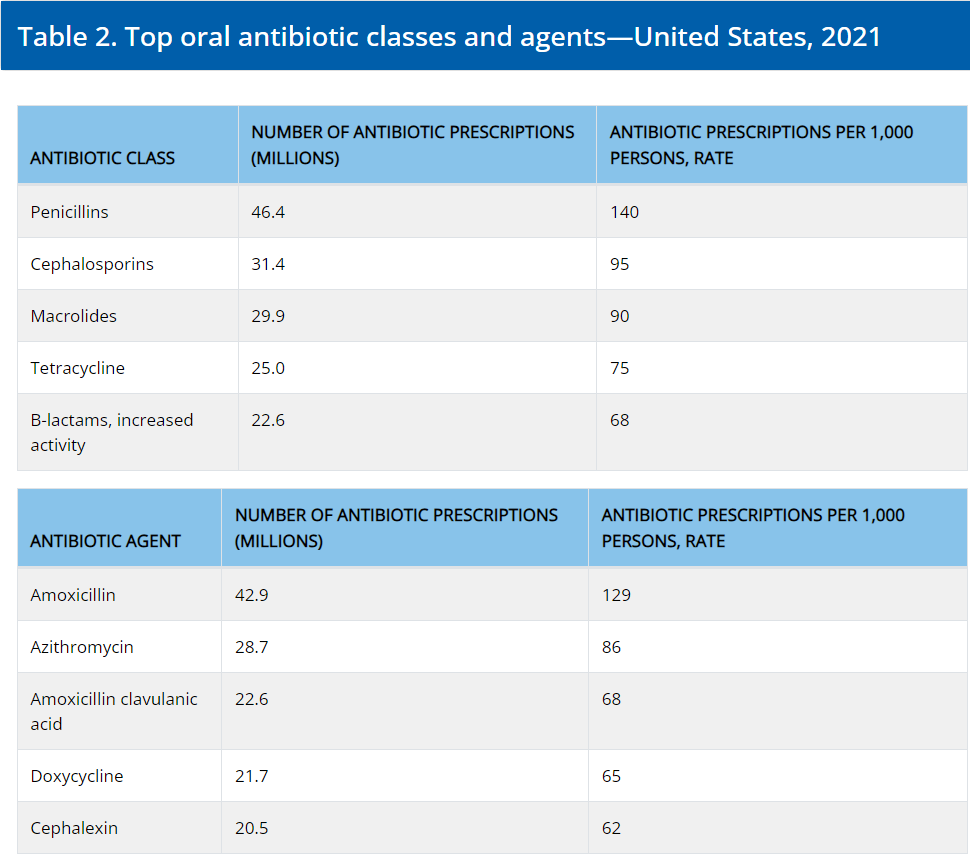 Table 2. Top oral antibiotic classes and agents—United States, 2021
ANTIBIOTIC CLASS NUMBER OF ANTIBIOTIC PRESCRIPTIONS (MILLIONS) ANTIBIOTIC PRESCRIPTIONS PER 1,000 PERSONS, RATE
Penicillins 46.4 140
Cephalosporins 31.4 95
Macrolides 29.9 90
Tetracycline 25.0 75
B-lactams, increased activity 22.6 68
ANTIBIOTIC AGENT NUMBER OF ANTIBIOTIC PRESCRIPTIONS (MILLIONS) ANTIBIOTIC PRESCRIPTIONS PER 1,000 PERSONS, RATE
Amoxicillin 42.9 129
Azithromycin 28.7 86
Amoxicillin clavulanic acid 22.6 68
Doxycycline 21.7 65
Cephalexin 20.5 62